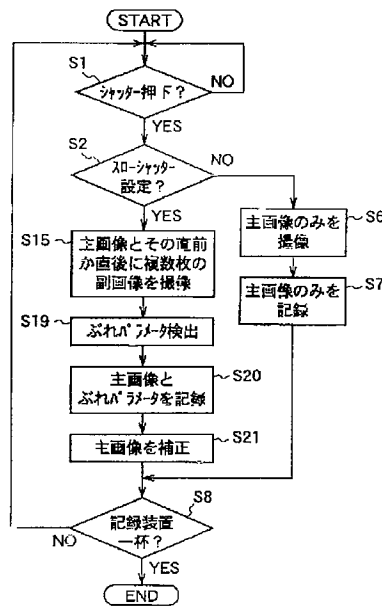 START
S1
シャッター押下?
NO
YES
S2
スローシャッター
設定?
NO
YES
S6
主画像のみを
撮像
S15
主画像とその直前
か直後に複数枚の
副画像を撮像
S7
主画像のみを
記録
S19
ぶれパラメータ検出
S20
主画像と
ぶれパラメータを記録
S21
主画像を補正
S8
記録装置
一杯?
NO
YES
END